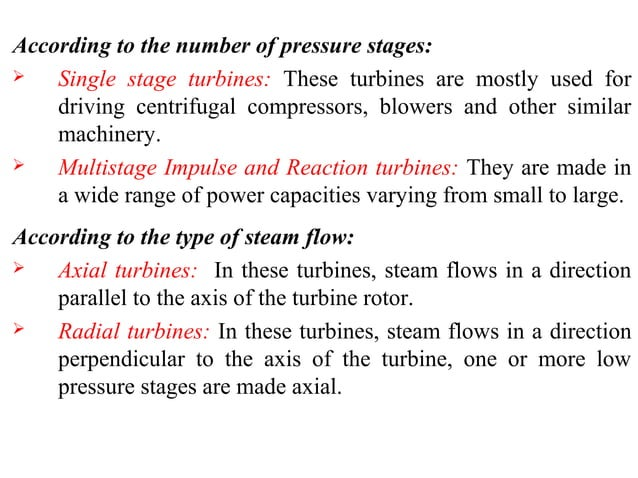 According to the number of pressure stages:
➢ Single stage turbines: These turbines are mostly used for
driving centrifugal compressors, blowers and other similar
machinery.
➢ Multistage Impulse and Reaction turbines: They are made in
a wide range of power capacities varying from small to large.
According to the type of steam flow:
➢ Axial turbines: In these turbines, steam flows in a direction
parallel to the axis of the turbine rotor.
➢ Radial turbines: In these turbines, steam flows in a direction
perpendicular to the axis of the turbine, one or more low
pressure stages are made axial.